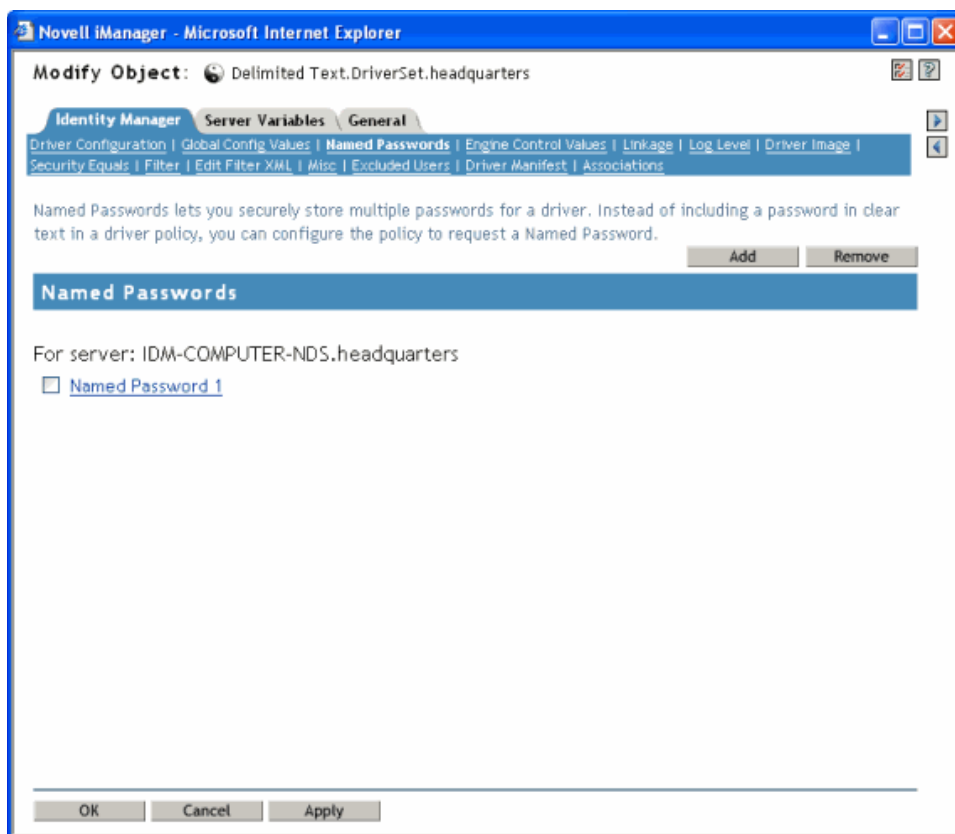 Novell iManager - Microsoft Internet Explorer
Modify Object: Delimited Text.DriverSet.headquarters
Identity Manager Server Variables General
Driver Configuration | Global Config Values | Named Passwords | Engine Control Values | Linkage | Log Level | Driver Image |
Security Equals | Filter | Edit Filter XML | Misc | Excluded Users | Driver Manifest | Associations
Named Passwords lets you securely store multiple passwords for a driver. Instead of including a password in clear
text in a driver policy, you can configure the policy to request a Named Password.
Add Remove
Named Passwords
For server: IDM-COMPUTER-NDS.headquarters
Named Password 1
OK Cancel Apply